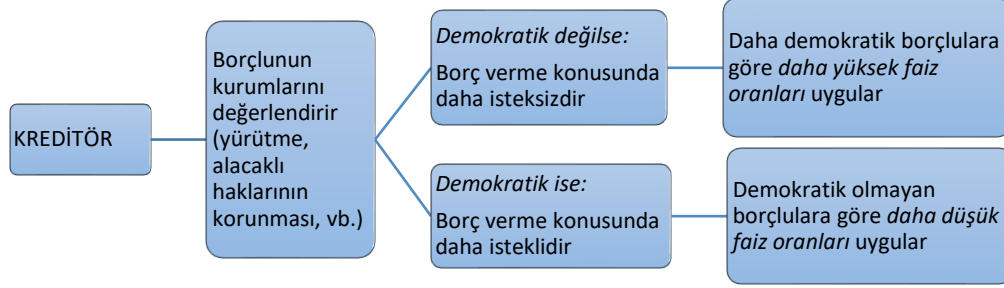 KREDİTÖR
Borçlunun
kurumlarını
değerlendirir
(yürütme,
alacaklı
haklarının
korunması, vb.)
Demokratik değilse:
Borç verme konusunda
daha isteksizdir
Daha demokratik borçlulara
göre daha yüksek faiz
oranları uygular
Demokratik ise:
Borç verme konusunda
daha isteklidir
Demokratik olmayan
borçlulara göre daha düşük
faiz oranları uygular